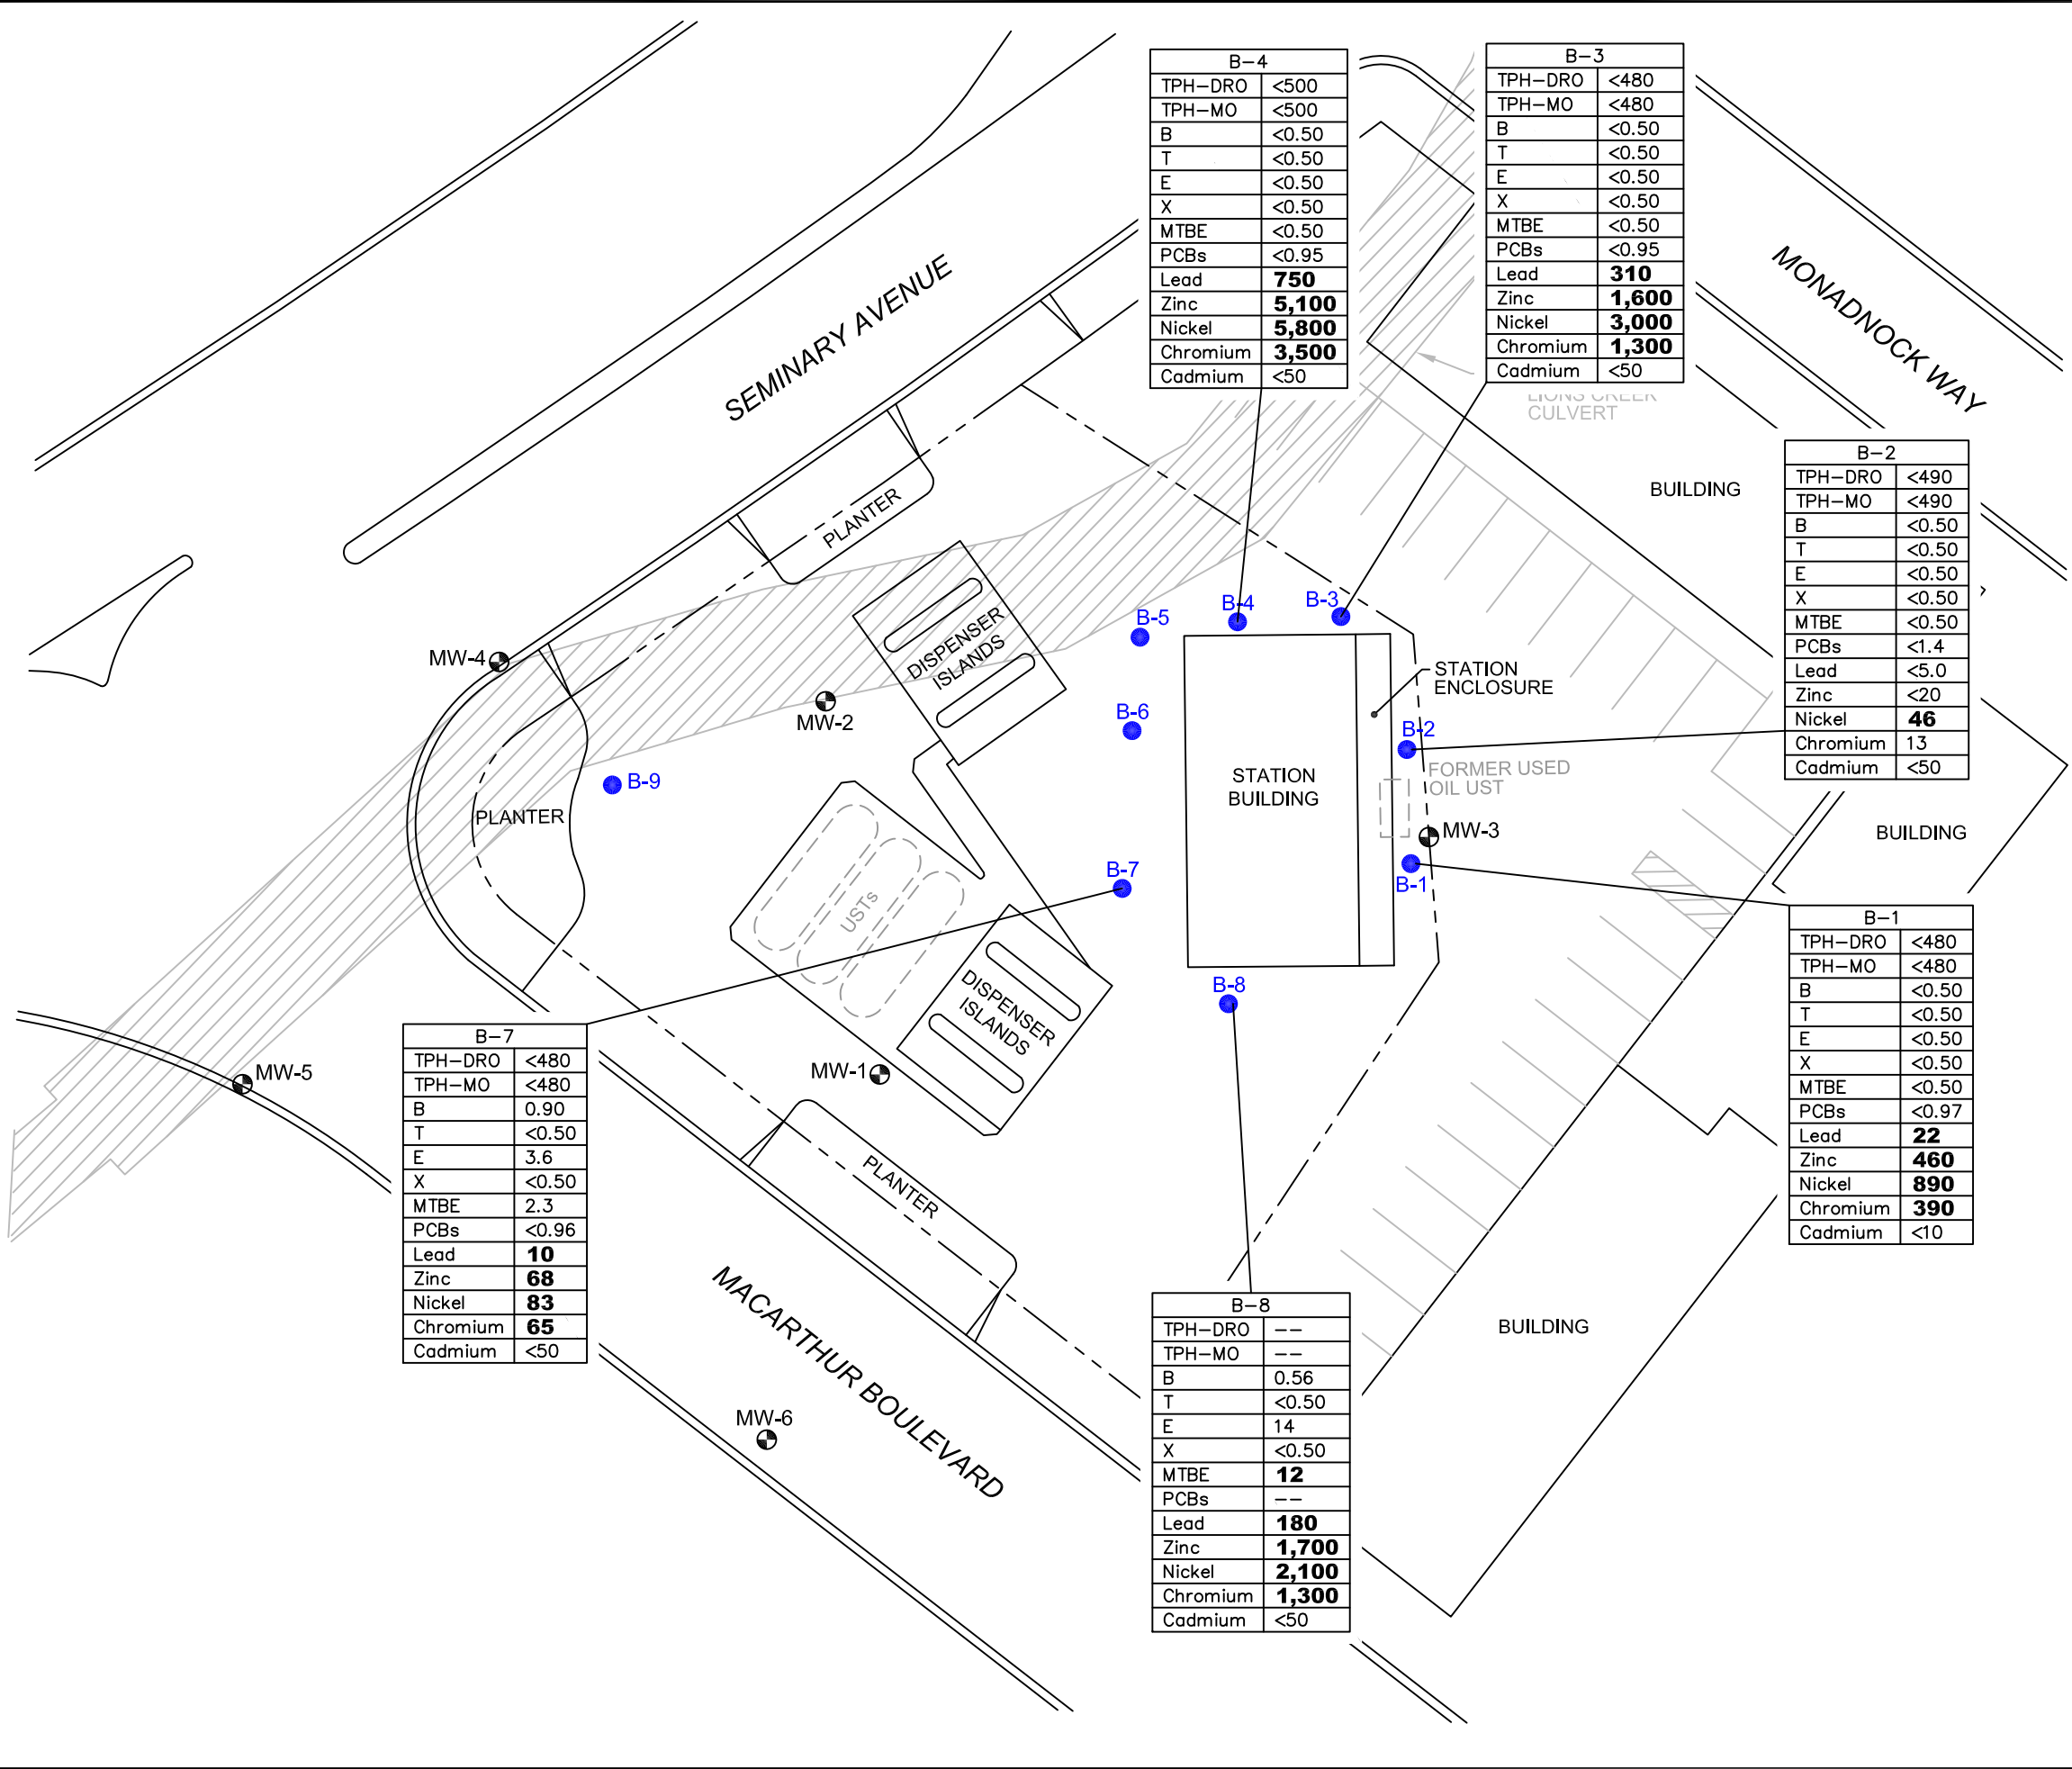 B-4
TPH-DRO <500
TPH-MO <500
B <0.50
T <0.50
E <0.50
X <0.50
MTBE <0.50
PCBs <0.95
Lead 750
Zinc 5,100
Nickel 5,800
Chromium 3,500
Cadmium <50
B-3
TPH-DRO <480
TPH-MO <480
B <0.50
T <0.50
E <0.50
X <0.50
MTBE <0.50
PCBs <0.95
Lead 310
Zinc 1,600
Nickel 3,000
Chromium 1,300
Cadmium <50
SEMINARY AVENUE
MONADNOCK WAY
LIONS CREEK
CULVERT
BUILDING
B-2
TPH-DRO <490
TPH-MO <490
B <0.50
T <0.50
E <0.50
X <0.50
MTBE <0.50
PCBs <1.4
Lead <5.0
Zinc <20
Nickel 46
Chromium 13
Cadmium <50
PLANTER
B-5
B-4
B-3
DISPENSER
ISLANDS
MW-4
MW-2
STATION
ENCLOSURE
B-6
B-2
B-9
PLANTER
STATION
BUILDING
FORMER USED
OIL UST
MW-3
BUILDING
USTs
B-7
B-1
B-1
TPH-DRO <480
TPH-MO <480
B <0.50
T <0.50
E <0.50
X <0.50
MTBE <0.50
PCBs <0.97
Lead 22
Zinc 460
Nickel 890
Chromium 390
Cadmium <10
B-8
DISPENSER
ISLANDS
MW-5
MW-1
B-7
TPH-DRO <480
TPH-MO <480
B 0.90
T <0.50
E 3.6
X <0.50
MTBE 2.3
PCBs <0.96
Lead 10
Zinc 68
Nickel 83
Chromium 65
Cadmium <50
PLANTER
MACARTHUR BOULEVARD
MW-6
B-8
TPH-DRO --
TPH-MO --
B 0.56
T <0.50
E 14
X <0.50
MTBE 12
PCBs --
Lead 180
Zinc 1,700
Nickel 2,100
Chromium 1,300
Cadmium <50
BUILDING